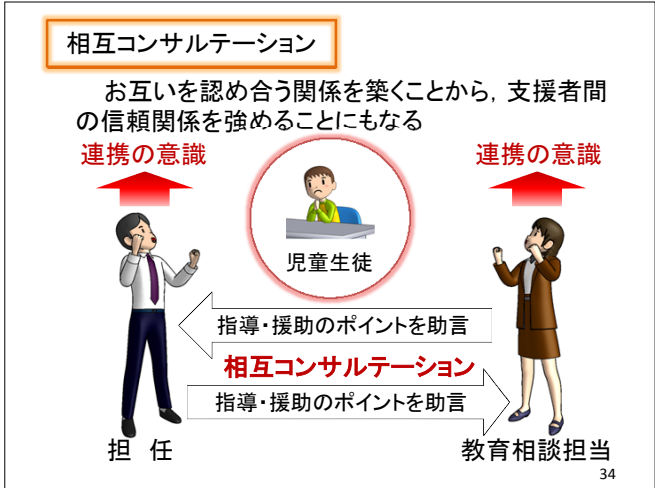 相互コンサルテーション
お互いを認め合う関係を築くことから，支援者間
の信頼関係を強めることにもなる
連携の意識
連携の意識
児童生徒
指導・援助のポイントを助言
相互コンサルテーション
指導・援助のポイントを助言
担　任
教育相談担当
34